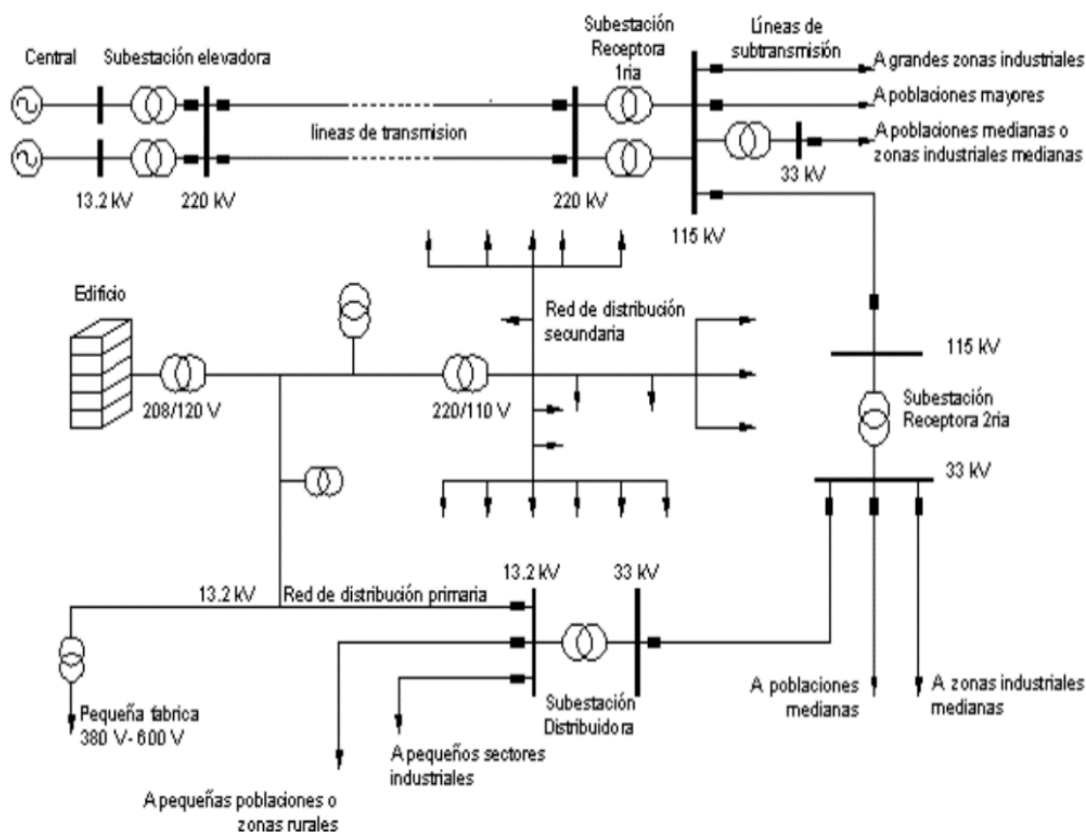 Central
Subestación elevadora
Subestación
Receptora
1ria
Líneas de
subtransmisión
A grandes zonas industriales
A poblaciones mayores
A poblaciones medianas o
zonas industriales medianas
lineas de transmision
33 kV
13.2 kV
220 kV
220 kV
115 kV
Edificio
Red de distribución
secundaria
115 kV
208/120 V
220/110 V
Subestación
Receptora 2ria
33 kV
13.2 kV
33 kV
13.2 kV
Red de distribución primaria
Pequeña fabrica
380 V- 600 V
Subestación
Distribuidora
A poblaciones
medianas
A zonas industriales
medianas
A pequeños sectores
industriales
A pequeñas poblaciones o
zonas rurales